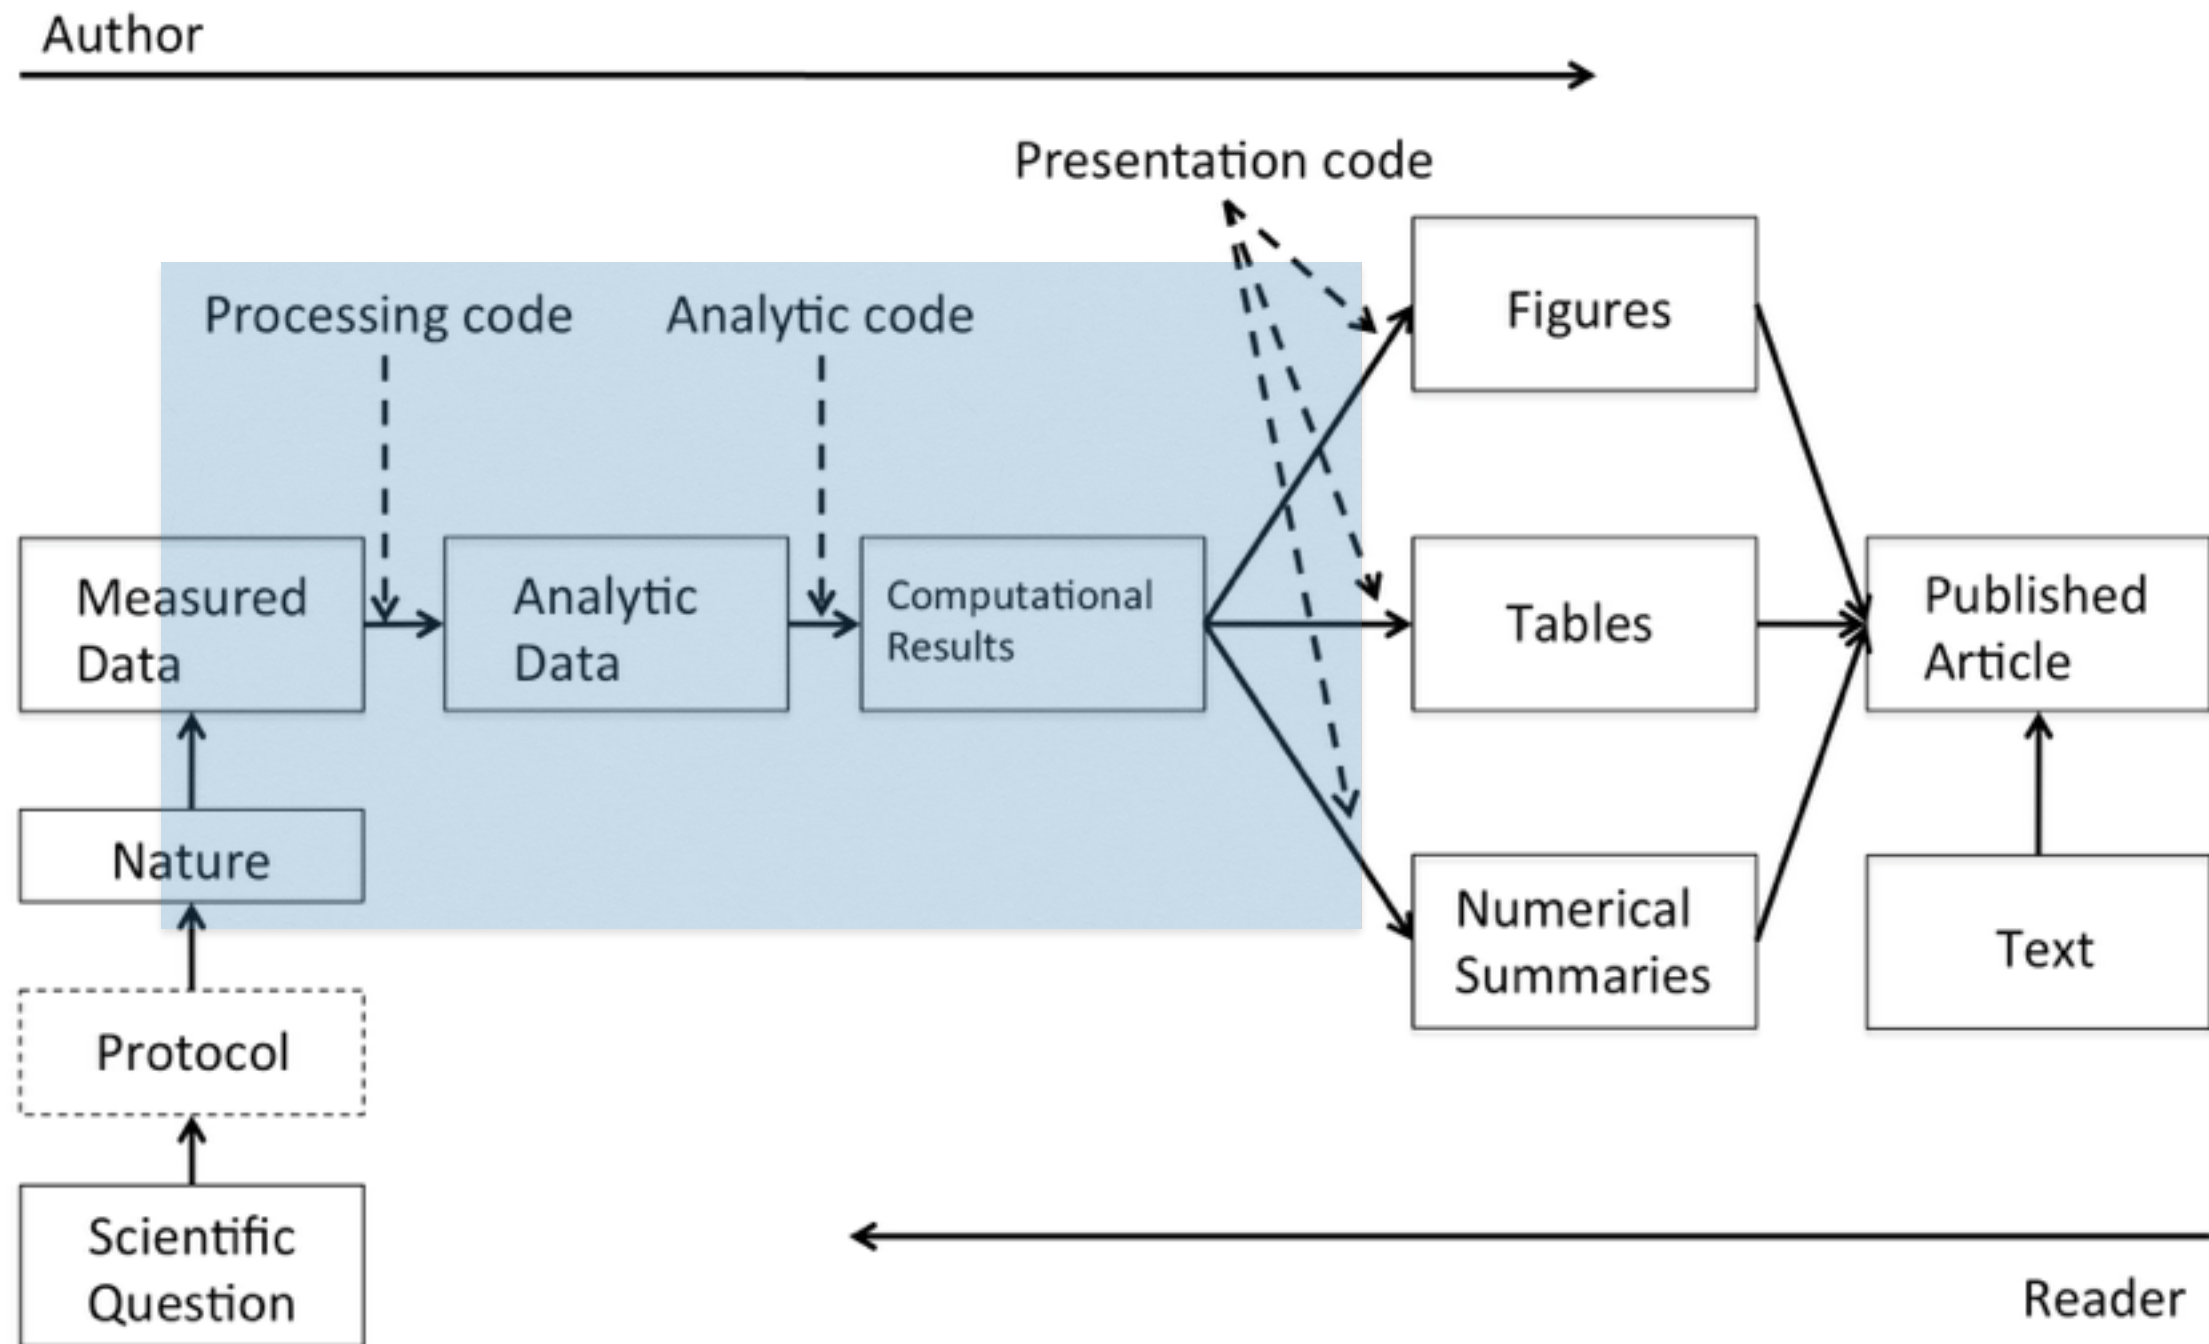 Author
Presentation code
Processing code
Analytic code
Figures
Measured
Data
Analytic
Data
Computational
Results
Tables
Published
Article
Nature
Numerical
Summaries
Text
Protocol
Scientific
Question
Reader